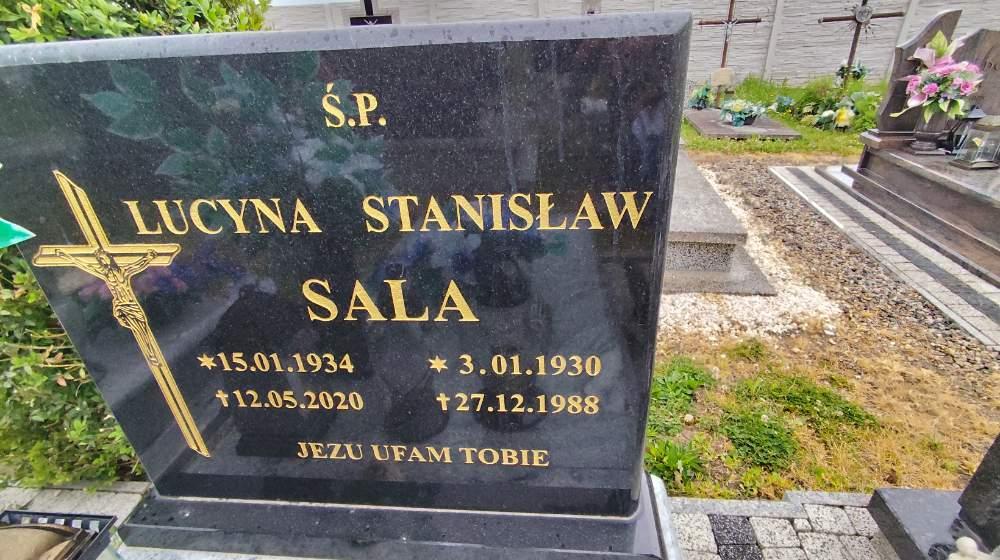 Ś.P.
LUCYNA STANISŁAW
SALA
✶15.01.1934 ✶ 3.01.1930
✝12.05.2020 ✝27.12.1988
JEZU UFAM TOBIE